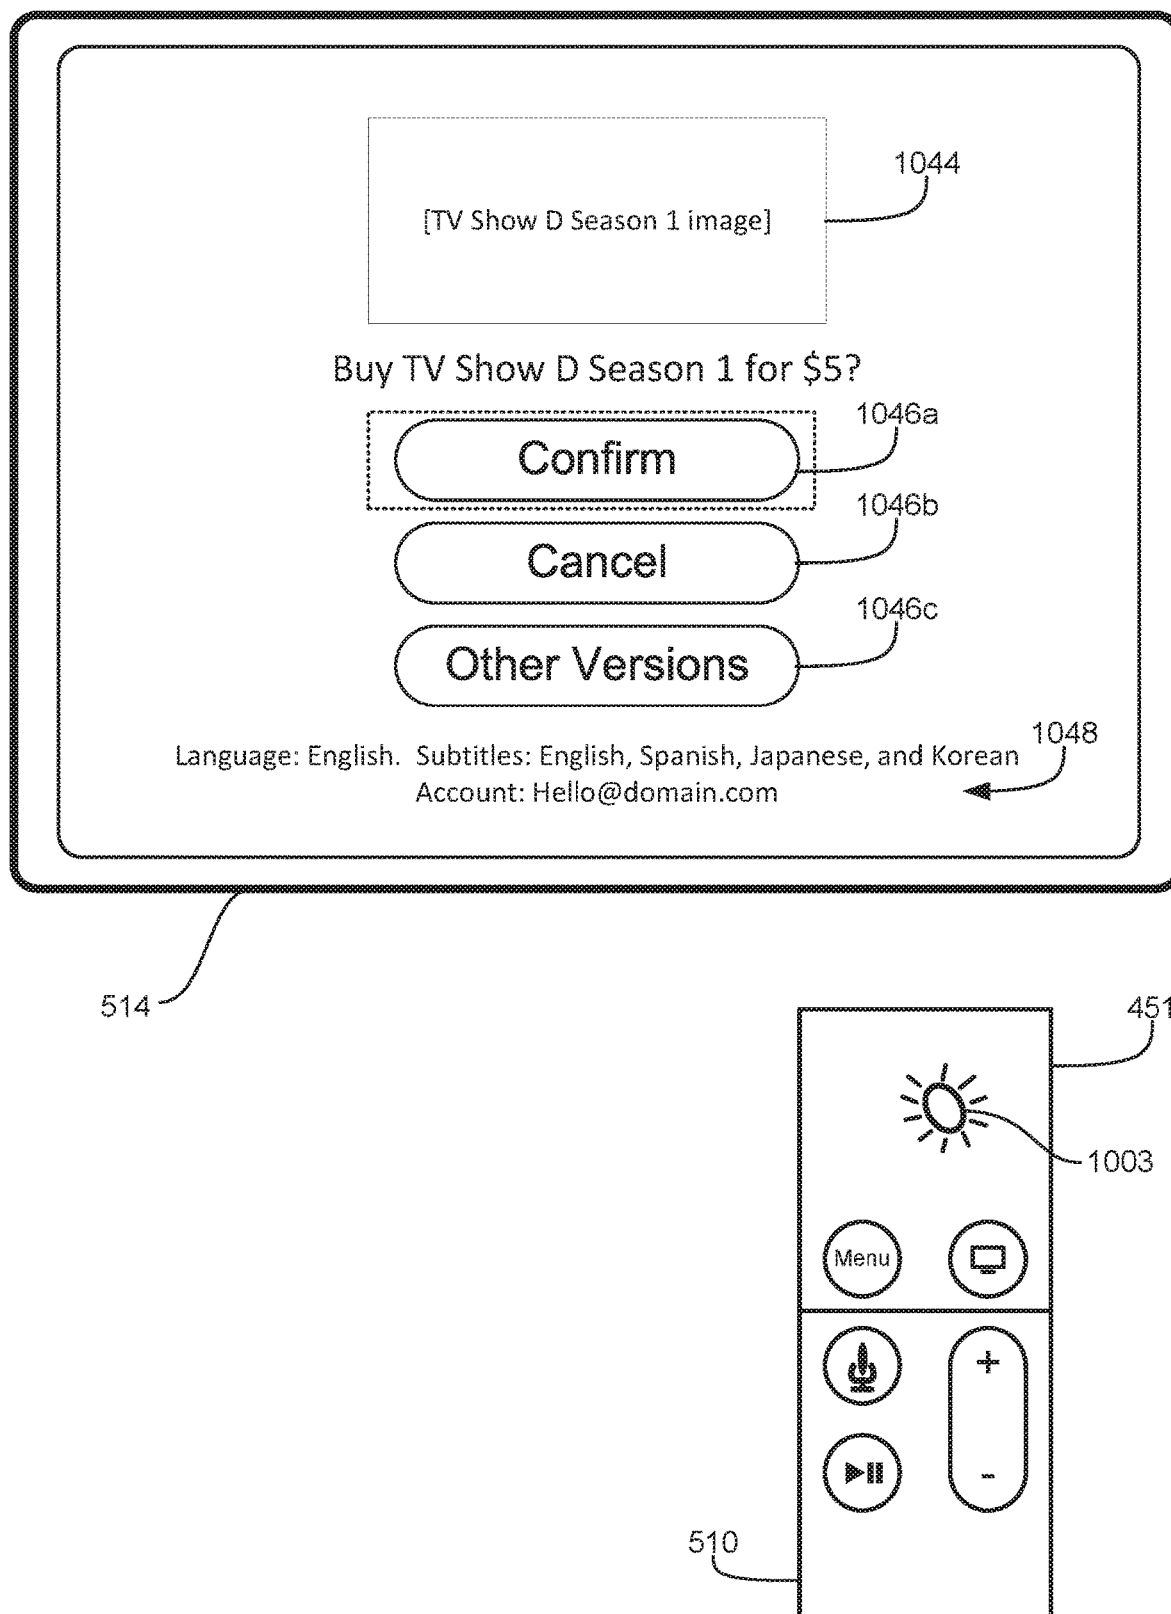 1044
[TV Show D Season 1 image]
Buy TV Show D Season 1 for $5?
1046a
Confirm
1046b
Cancel
1046c
Other Versions
1048
Language: English.  Subtitles: English, Spanish, Japanese, and Korean
Account: Hello@domain.com
514
451
1003
Menu
+
-
510